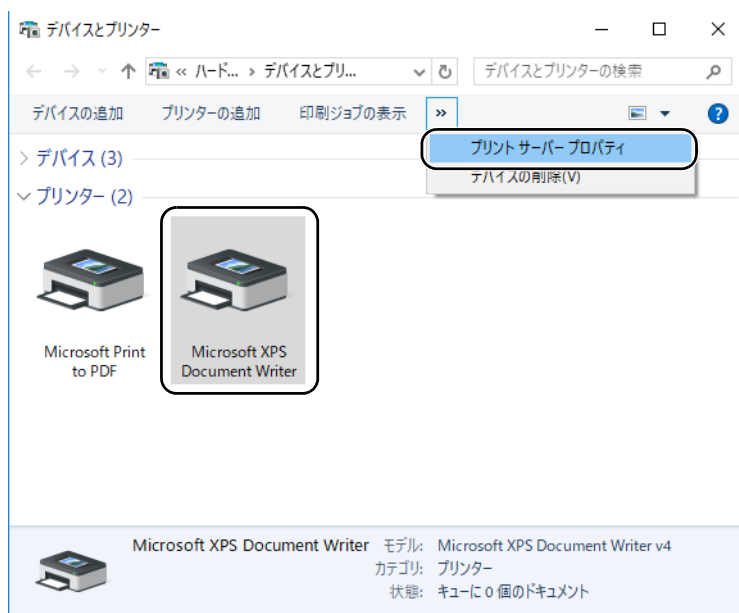 デバイスとプリンター
« ハード... › デバイスとプリ...
デバイスとプリンターの検索
デバイスの追加 プリンターの追加 印刷ジョブの表示 »
プリント サーバー プロパティ
デバイスの削除(V)
デバイス (3)
プリンター (2)
Microsoft Print
to PDF
Microsoft XPS
Document Writer
Microsoft XPS Document Writer モデル: Microsoft XPS Document Writer v4
カテゴリ: プリンター
状態: キューに 0 個のドキュメント